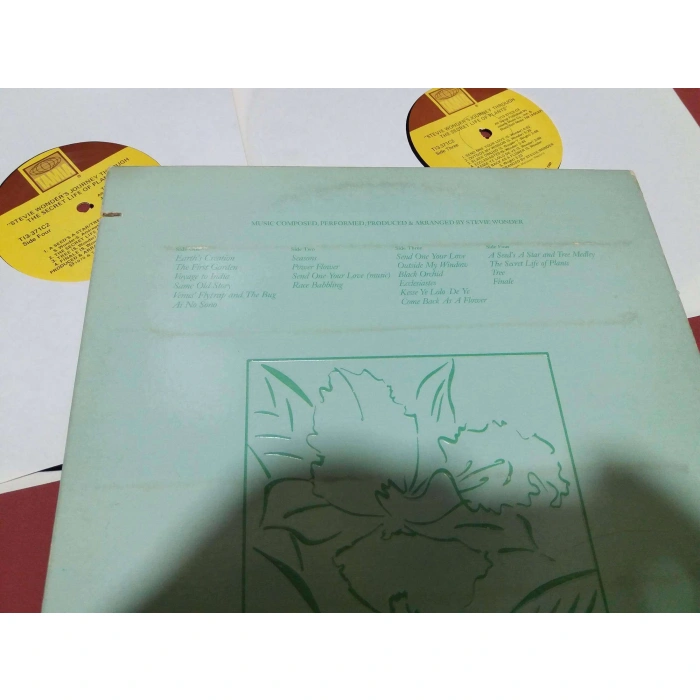 "STEVIE WONDER'S JOURNEY THROUGH
THE SECRET LIFE OF PLANTS"
T13-371C2
Side Four
"STEVIE WONDER'S JOURNEY THROUGH
THE SECRET LIFE OF PLANTS"
T13-371C2
Side Three
MUSIC COMPOSED, PERFORMED, PRODUCED & ARRANGED BY STEVIE WONDER
Earth's Creation
The First Garden
Voyage to India
Same Old Story
Venus' Flytrap and The Bug
Ai No Sono
Side Two
Seasons
Power Flower
Send One Your Love (music)
Race Babbling
Side Three
Send One Your Love
Outside My Window
Black Orchid
Ecclesiastes
Kesse Ye Lolo De Ye
Come Back As A Flower
Side Four
A Seed's A Star and Tree Medley
The Secret Life of Plants
Tree
Finale